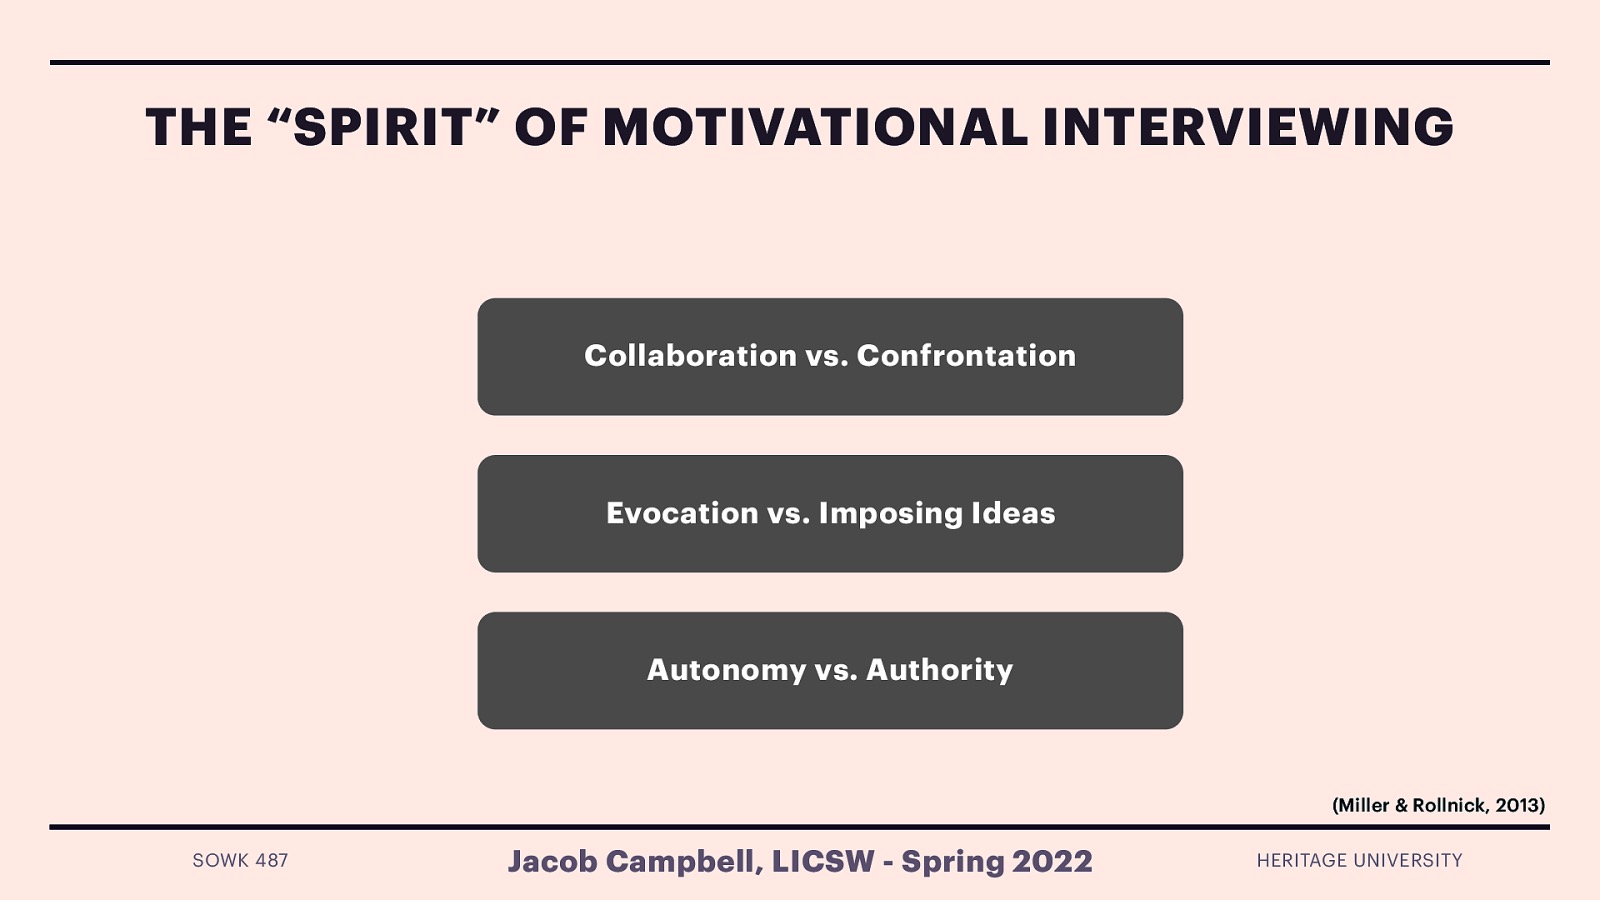 THE “SPIRIT” OF MOTIVATIONAL INTERVIEWING
Collaboration vs. Confrontation
Evocation vs. Imposing Ideas
Autonomy vs. Authority
(Miller & Rollnick, 2013)
SOWK 487
Jacob Campbell, LICSW - Spring 2022
HERITAGE UNIVERSITY